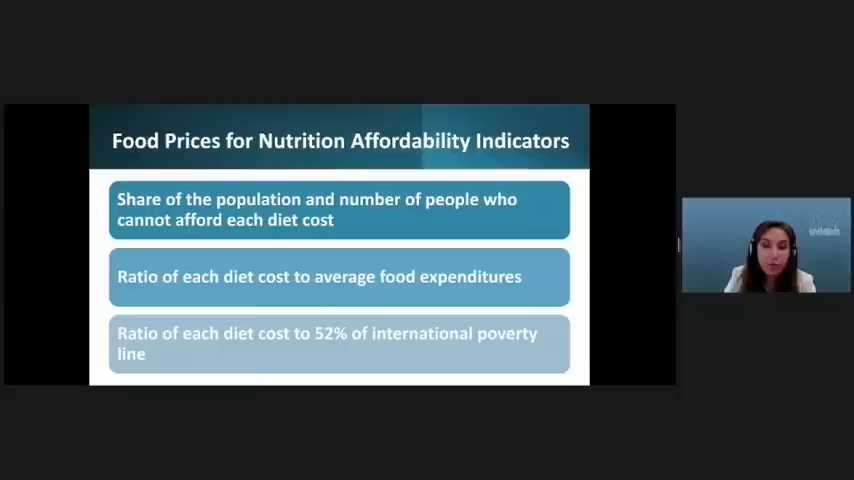 Food Prices for Nutrition Affordability Indicators
Share of the population and number of people who
cannot afford each diet cost
Ratio of each diet cost to average food expenditures
Ratio of each diet cost to 52% of international poverty
line